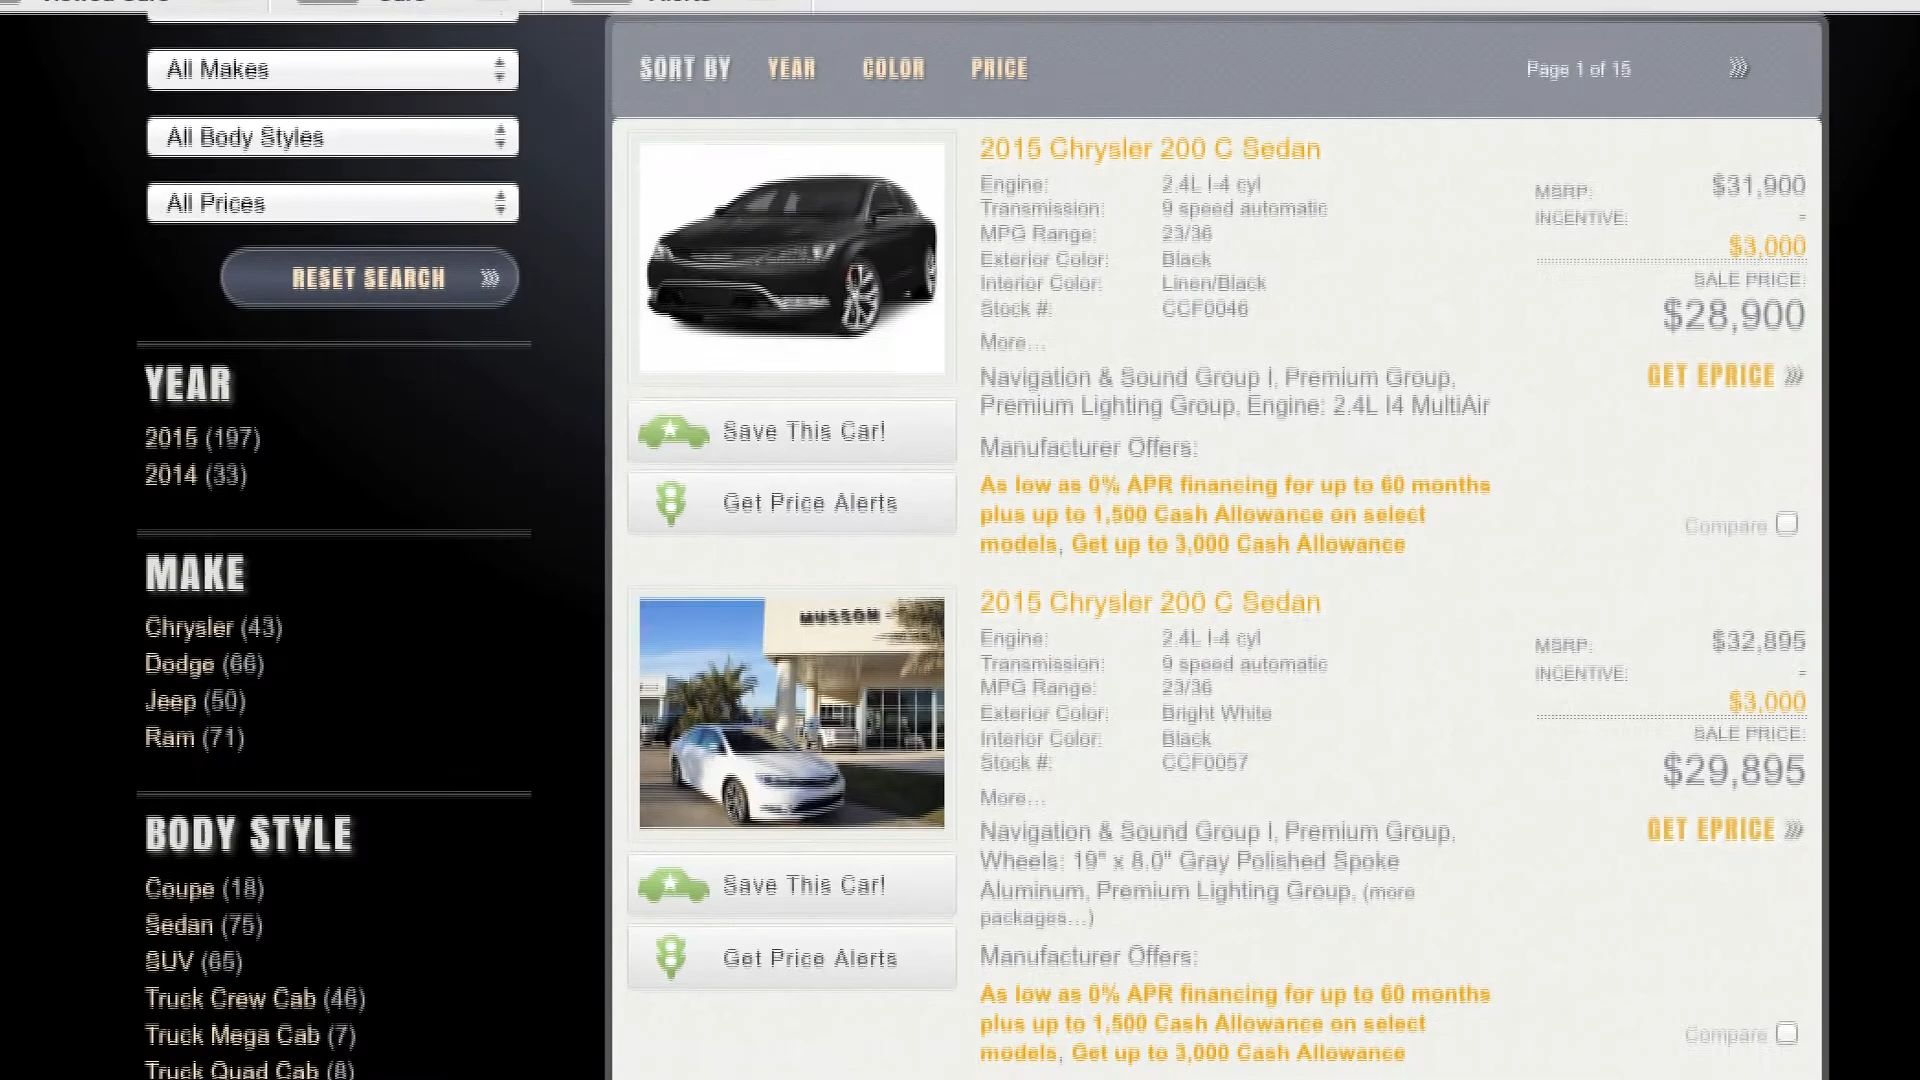 All Makes
All Body Styles
All Prices
RESET SEARCH
YEAR
2015 (197)
2014 (33)
MAKE
Chrysler (43)
Dodge (66)
Jeep (50)
Ram (71)
BODY STYLE
Coupe (18)
Sedan (75)
SUV (65)
Truck Crew Cab (46)
Truck Mega Cab (7)
Truck Quad Cab (8)
SORT BY YEAR COLOR PRICE Page 1 of 15
2015 Chrysler 200 C Sedan
Engine: 2.4L I-4 cyl
Transmission: 9 speed automatic
MPG Range: 23/36
Exterior Color: Black
Interior Color: Linen/Black
Stock #: CCF0046
More...
MSRP: $31,900
INCENTIVE: -
$3,000
SALE PRICE:
$28,900
GET EPRICE
Navigation & Sound Group I, Premium Group,
Premium Lighting Group, Engine: 2.4L I4 MultiAir
Manufacturer Offers:
As low as 0% APR financing for up to 60 months
plus up to 1,500 Cash Allowance on select
models, Get up to 3,000 Cash Allowance
Compare
Save This Car!
Get Price Alerts
MUSSON
2015 Chrysler 200 C Sedan
Engine: 2.4L I-4 cyl
Transmission: 9 speed automatic
MPG Range: 23/36
Exterior Color: Bright White
Interior Color: Black
Stock #: CCF0057
More...
MSRP: $32,895
INCENTIVE: -
$3,000
SALE PRICE:
$29,895
GET EPRICE
Navigation & Sound Group I, Premium Group,
Wheels: 19" x 8.0" Gray Polished Spoke
Aluminum, Premium Lighting Group, (more
packages...)
Manufacturer Offers:
As low as 0% APR financing for up to 60 months
plus up to 1,500 Cash Allowance on select
models, Get up to 3,000 Cash Allowance
Compare
Save This Car!
Get Price Alerts